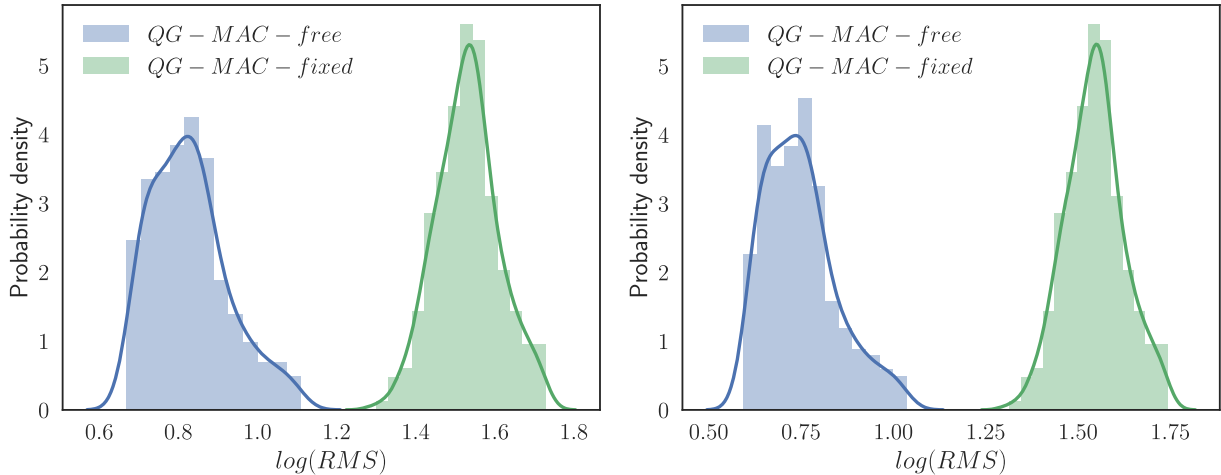 QG − MAC − free
QG − MAC − fixed
Probability density
5
4
3
2
1
0
0.6 0.8 1.0 1.2 1.4 1.6 1.8
log(RMS)
QG − MAC − free
QG − MAC − fixed
Probability density
5
4
3
2
1
0
0.50 0.75 1.00 1.25 1.50 1.75
log(RMS)